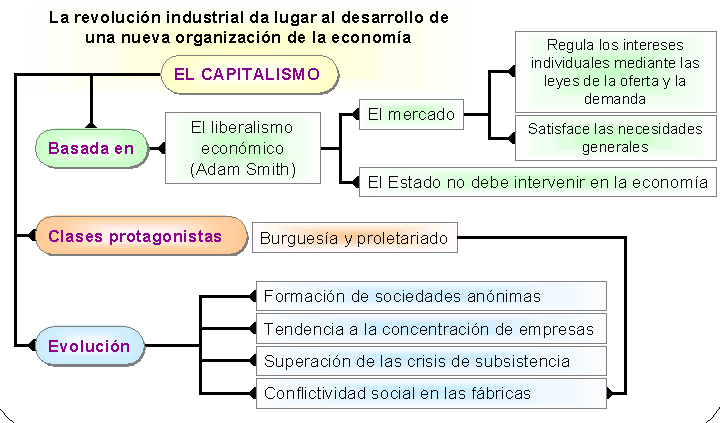 La revolución industrial da lugar al desarrollo de
una nueva organización de la economía
EL CAPITALISMO
Basada en
El liberalismo
económico
(Adam Smith)
El mercado
Regula los intereses
individuales mediante las
leyes de la oferta y la
demanda
Satisface las necesidades
generales
El Estado no debe intervenir en la economía
Clases protagonistas
Burguesía y proletariado
Evolución
Formación de sociedades anónimas
Tendencia a la concentración de empresas
Superación de las crisis de subsistencia
Conflictividad social en las fábricas